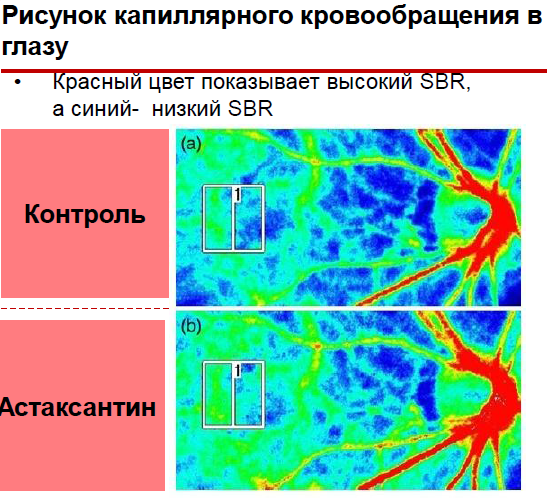 Рисунок капиллярного кровообращения в
глазу
• Красный цвет показывает высокий SBR,
а синий- низкий SBR
(a)
1
Контроль
(b)
1
Астаксантин